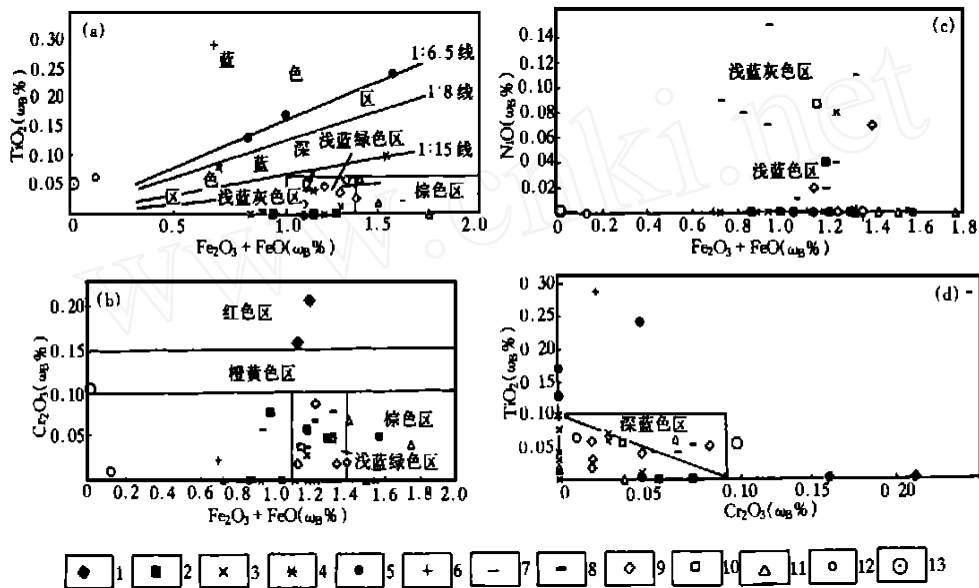 (a)
TiO₂(ω_B%)
0.30
0.25
0.20
0.15
0.10
0.05
0
蓝 色 区
1:6.5线
1:8线
1:15线
深 蓝 色 区
浅蓝绿色区
浅蓝灰色区
棕色区
0 0.5 1.0 1.5 2.0
Fe₂O₃+FeO(ω_B%)
(c)
NiO(ω_B%)
0.14
0.12
0.10
0.08
0.06
0.04
0.02
0
浅蓝灰色区
浅蓝色区
0.2 0.4 0.6 0.8 1.0 1.2 1.4 1.6 1.8
Fe₂O₃+FeO(ω_B%)
(b)
Cr₂O₃(ω_B%)
0.20
0.15
0.10
0.05
红色区
橙黄色区
棕色区
浅蓝绿色区
0 0.2 0.4 0.6 0.8 1.0 1.2 1.4 1.6 1.8 2.0
Fe₂O₃+FeO(ω_B%)
(d)
TiO₂(ω_B%)
0.30
0.25
0.20
0.15
0.10
0.05
深蓝色区
0 0.05 0.10 0.15 0.20
Cr₂O₃(ω_B%)
1 2 3 4 5 6 7 8 9 10 11 12 13
www.cnki.net